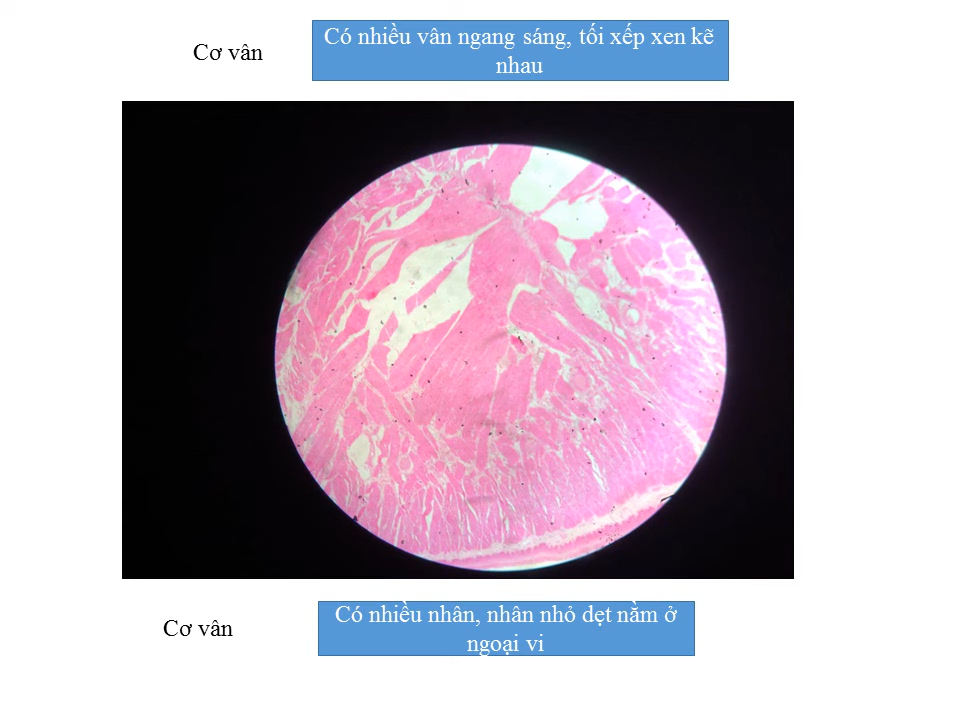 Cơ vân
Có nhiều vân ngang sáng, tối xếp xen kẽ
nhau
Cơ vân
Có nhiều nhân, nhân nhỏ dẹt nằm ở
ngoại vi